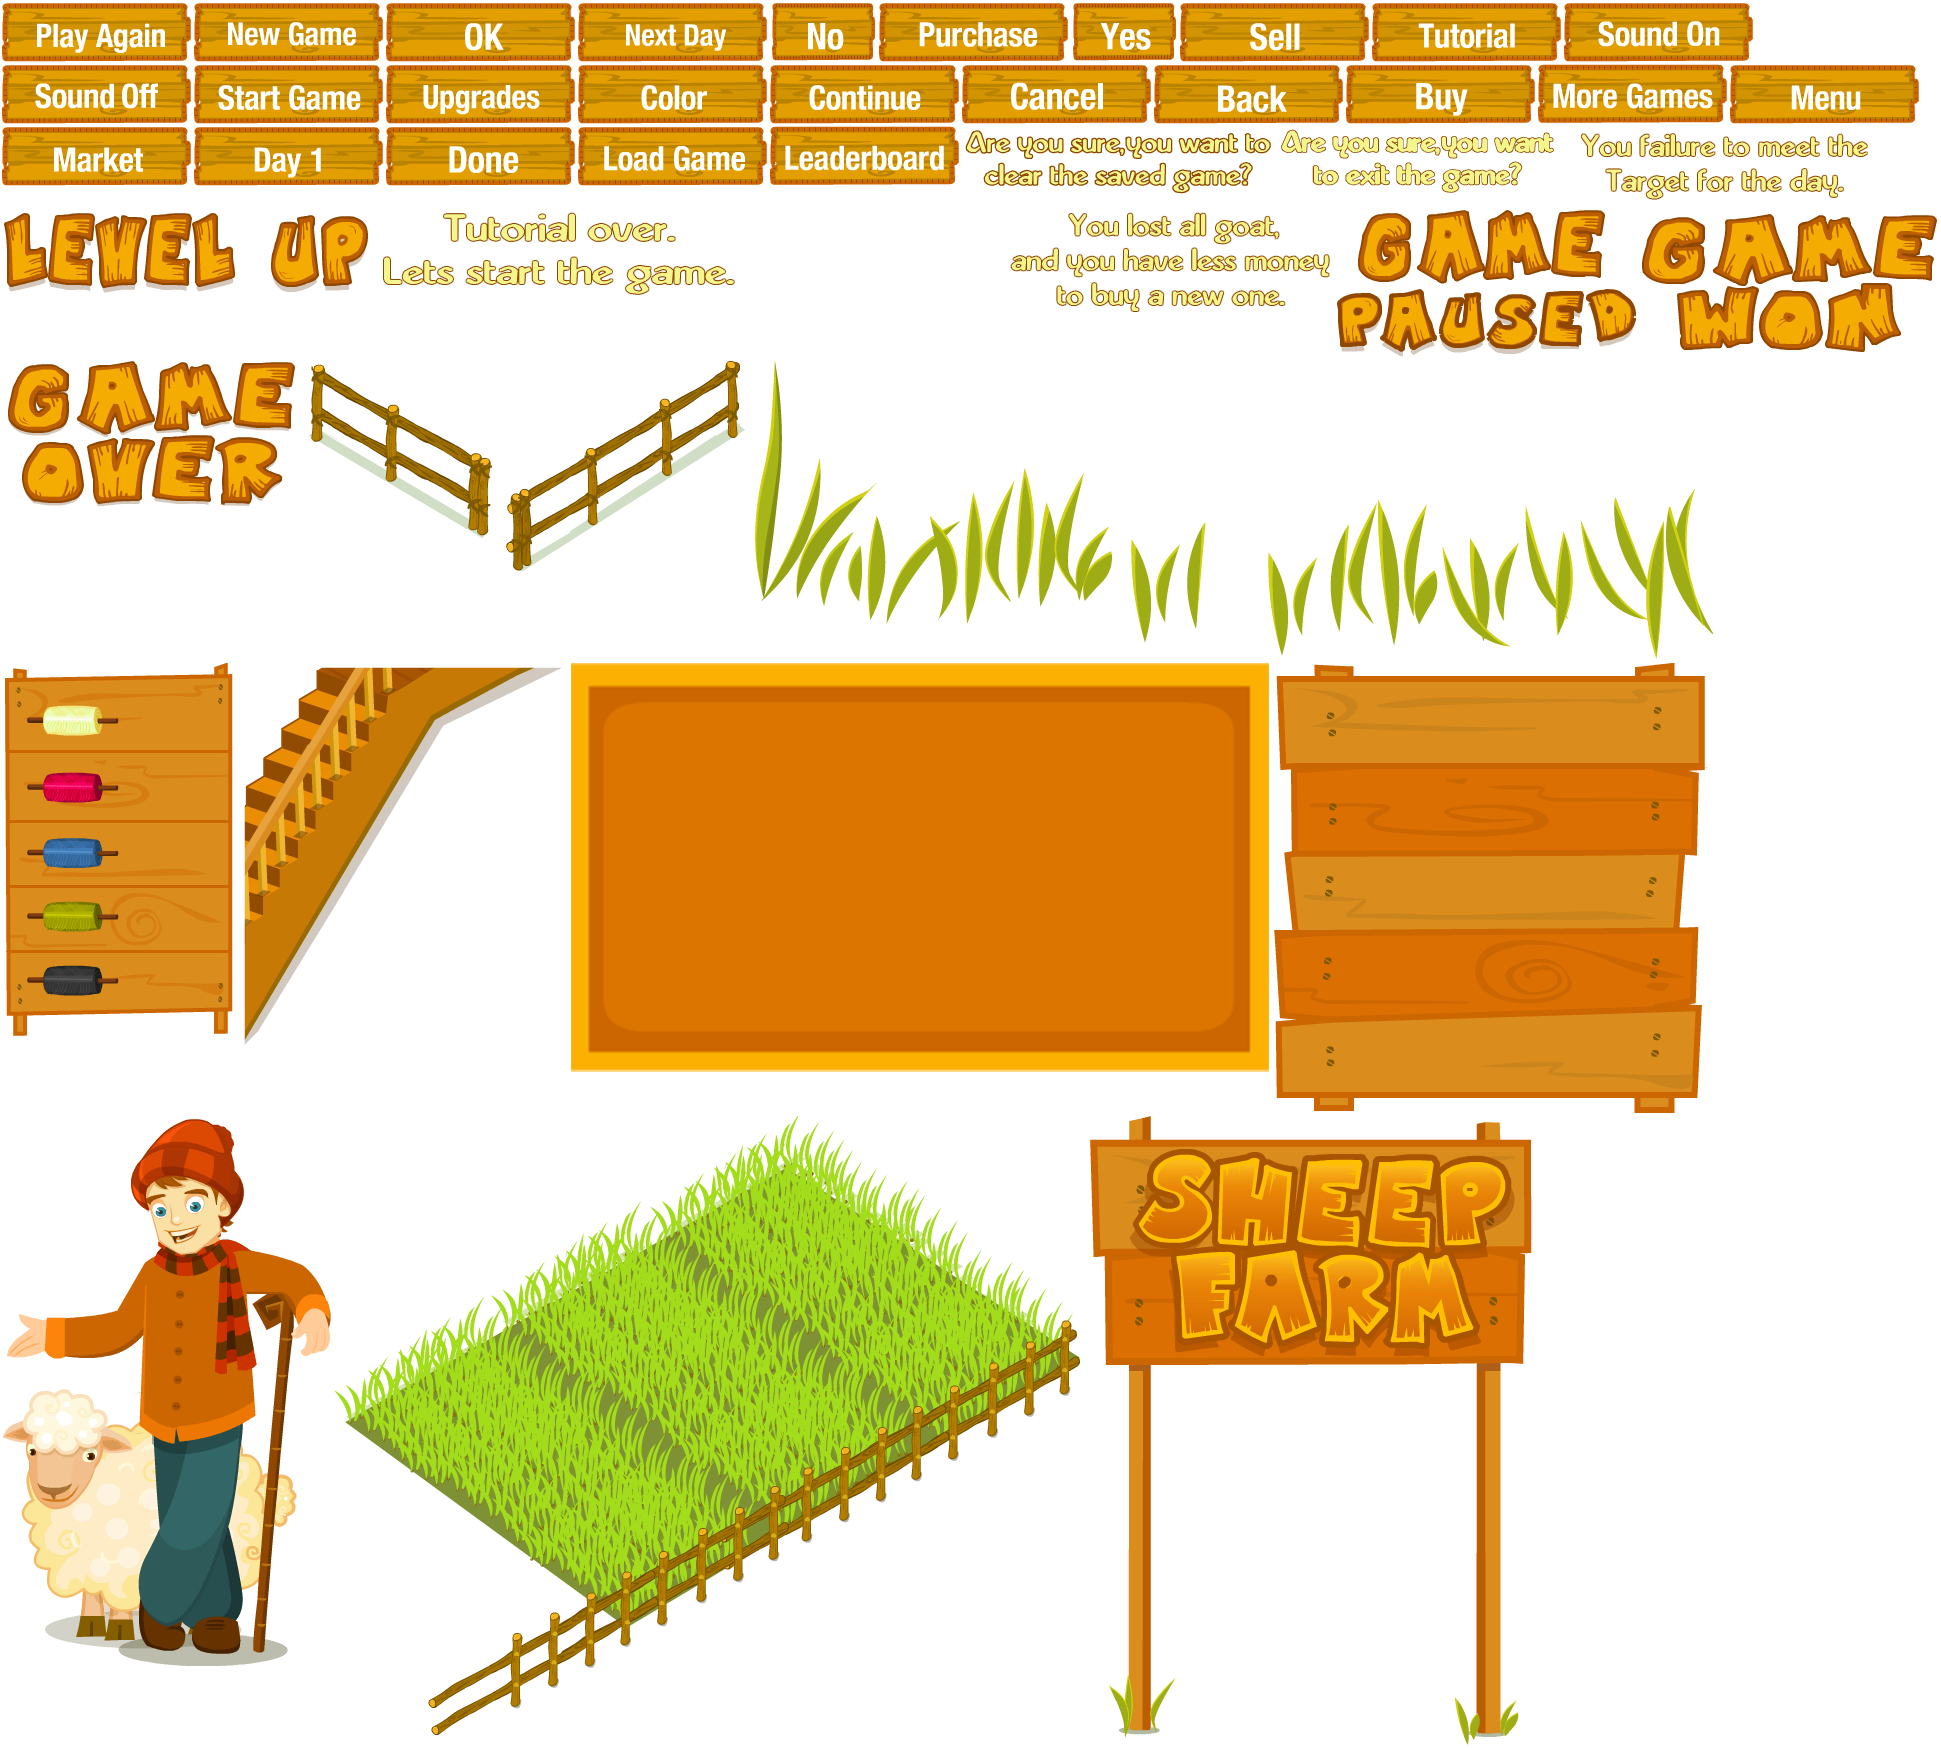 Play Again
New Game
OK
Next Day
No
Purchase
Yes
Sell
Tutorial
Sound On
Sound Off
Start Game
Upgrades
Color
Continue
Cancel
Back
Buy
More Games
Menu
Market
Day 1
Done
Load Game
Leaderboard
Are you sure,you want to
clear the saved game?
Are you sure,you want
to exit the game?
You failure to meet the
Target for the day.
LEVEL UP
Tutorial over.
Lets start the game.
You lost all goat,
and you have less money
to buy a new one.
GAME
PAUSED
GAME
WON
GAME
OVER
SHEEP
FARM